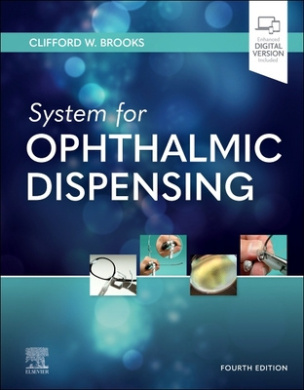 CLIFFORD W. BROOKS
Enhanced
DIGITAL
VERSION
Included
System for
OPHTHALMIC
DISPENSING
ELSEVIER
FOURTH EDITION